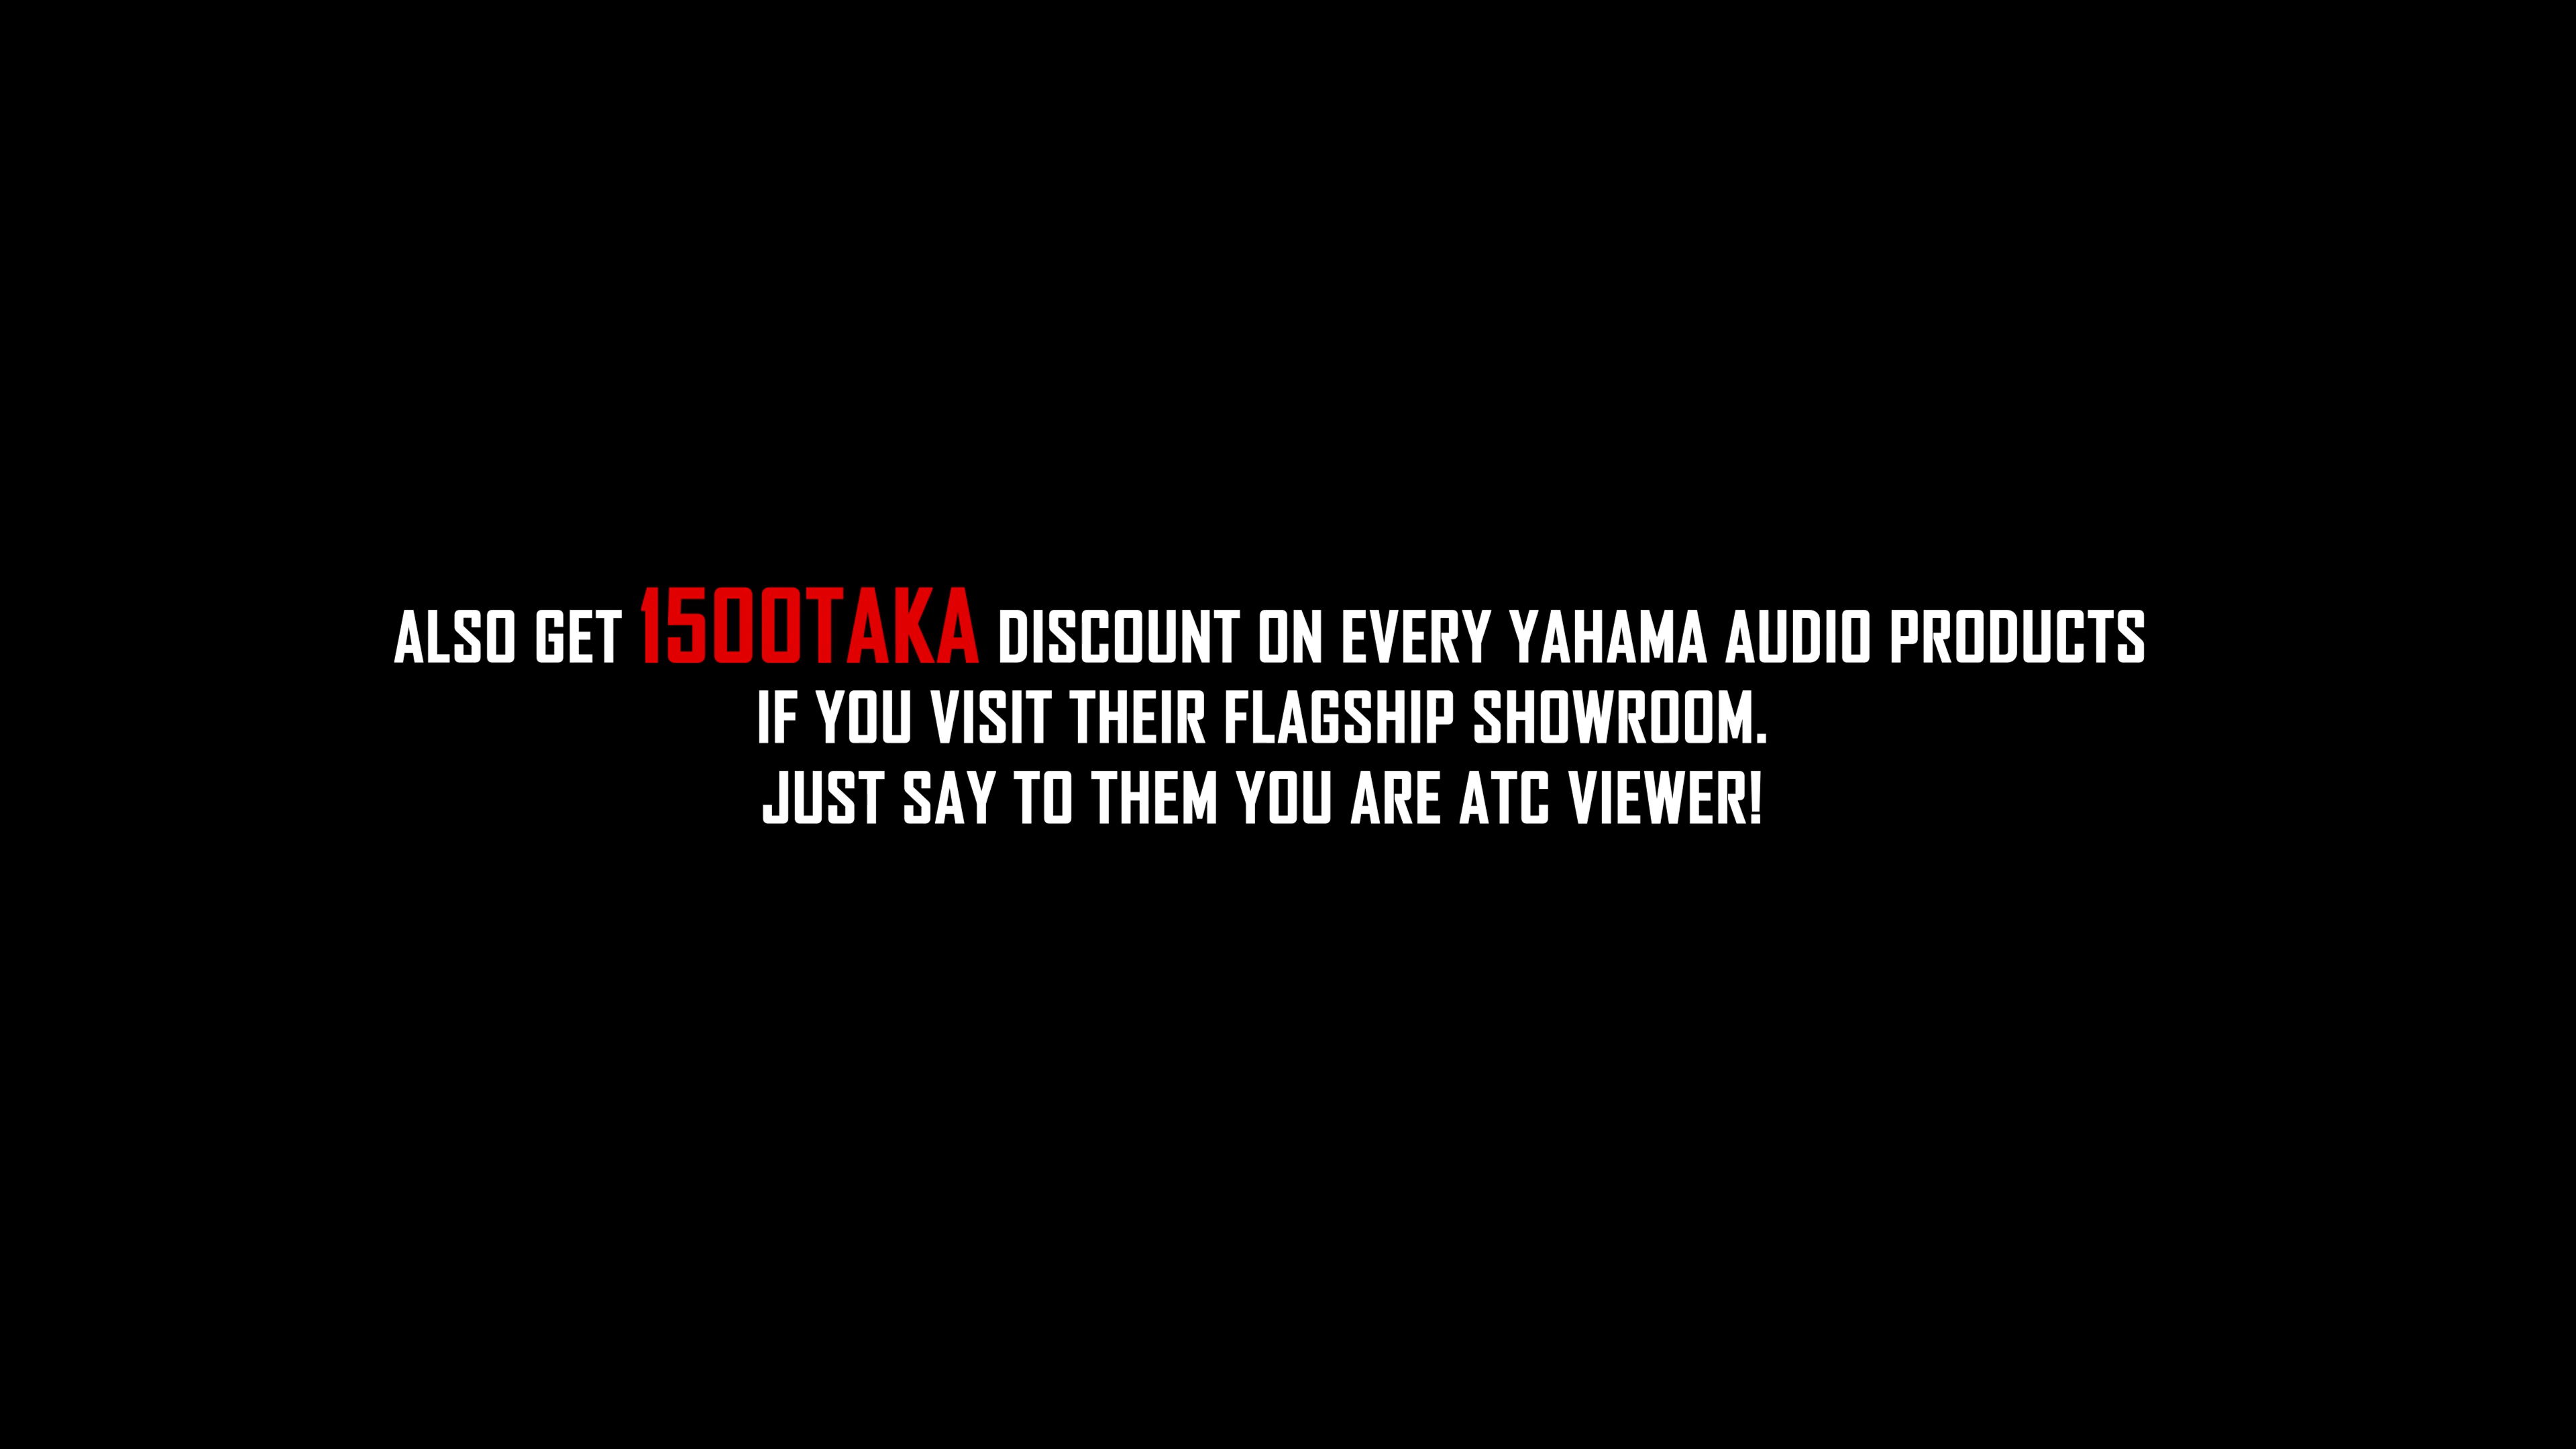 ALSO GET 1500TAKA DISCOUNT ON EVERY YAHAMA AUDIO PRODUCTS
IF YOU VISIT THEIR FLAGSHIP SHOWROOM.
JUST SAY TO THEM YOU ARE ATC VIEWER!